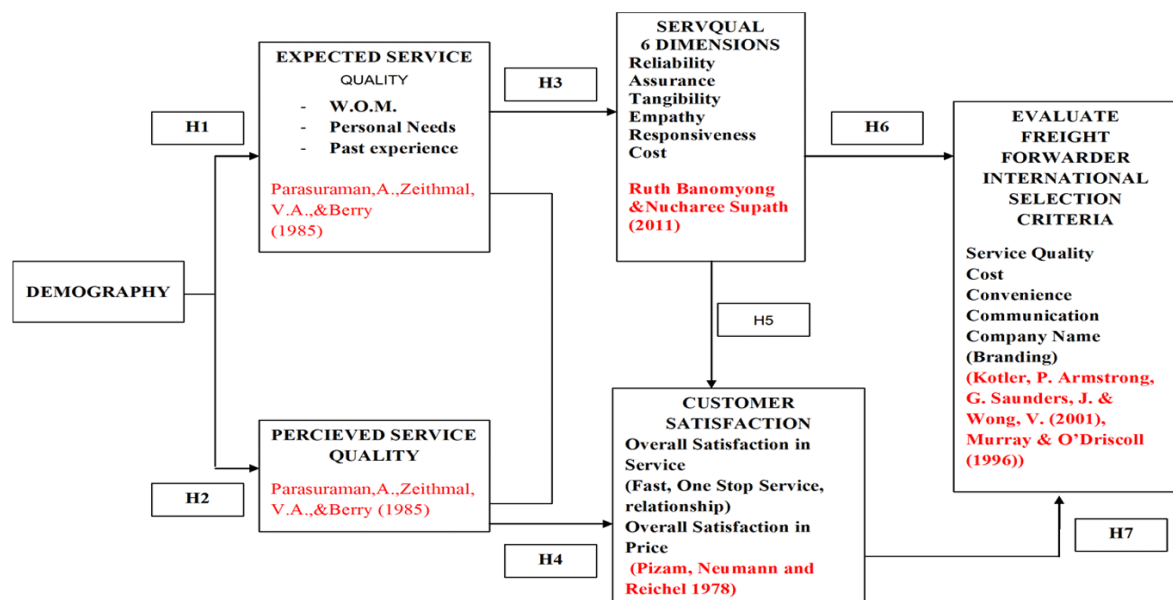 DEMOGRAPHY
H1
H2
EXPECTED SERVICE
QUALITY
- W.O.M.
- Personal Needs
- Past experience
Parasuraman,A.,Zeithmal,
V.A.,&Berry
(1985)
PERCIEVED SERVICE
QUALITY
Parasuraman,A.,Zeithmal,
V.A.,&Berry (1985)
H3
H4
SERVQUAL
6 DIMENSIONS
Reliability
Assurance
Tangibility
Empathy
Responsiveness
Cost
Ruth Banomyong
&Nucharee Supath
(2011)
H5
CUSTOMER
SATISFACTION
Overall Satisfaction in
Service
(Fast, One Stop Service,
relationship)
Overall Satisfaction in
Price
(Pizam, Neumann and
Reichel 1978)
H6
H7
EVALUATE
FREIGHT
FORWARDER
INTERNATIONAL
SELECTION
CRITERIA
Service Quality
Cost
Convenience
Communication
Company Name
(Branding)
(Kotler, P. Armstrong,
G. Saunders, J. &
Wong, V. (2001),
Murray & O'Driscoll
(1996))